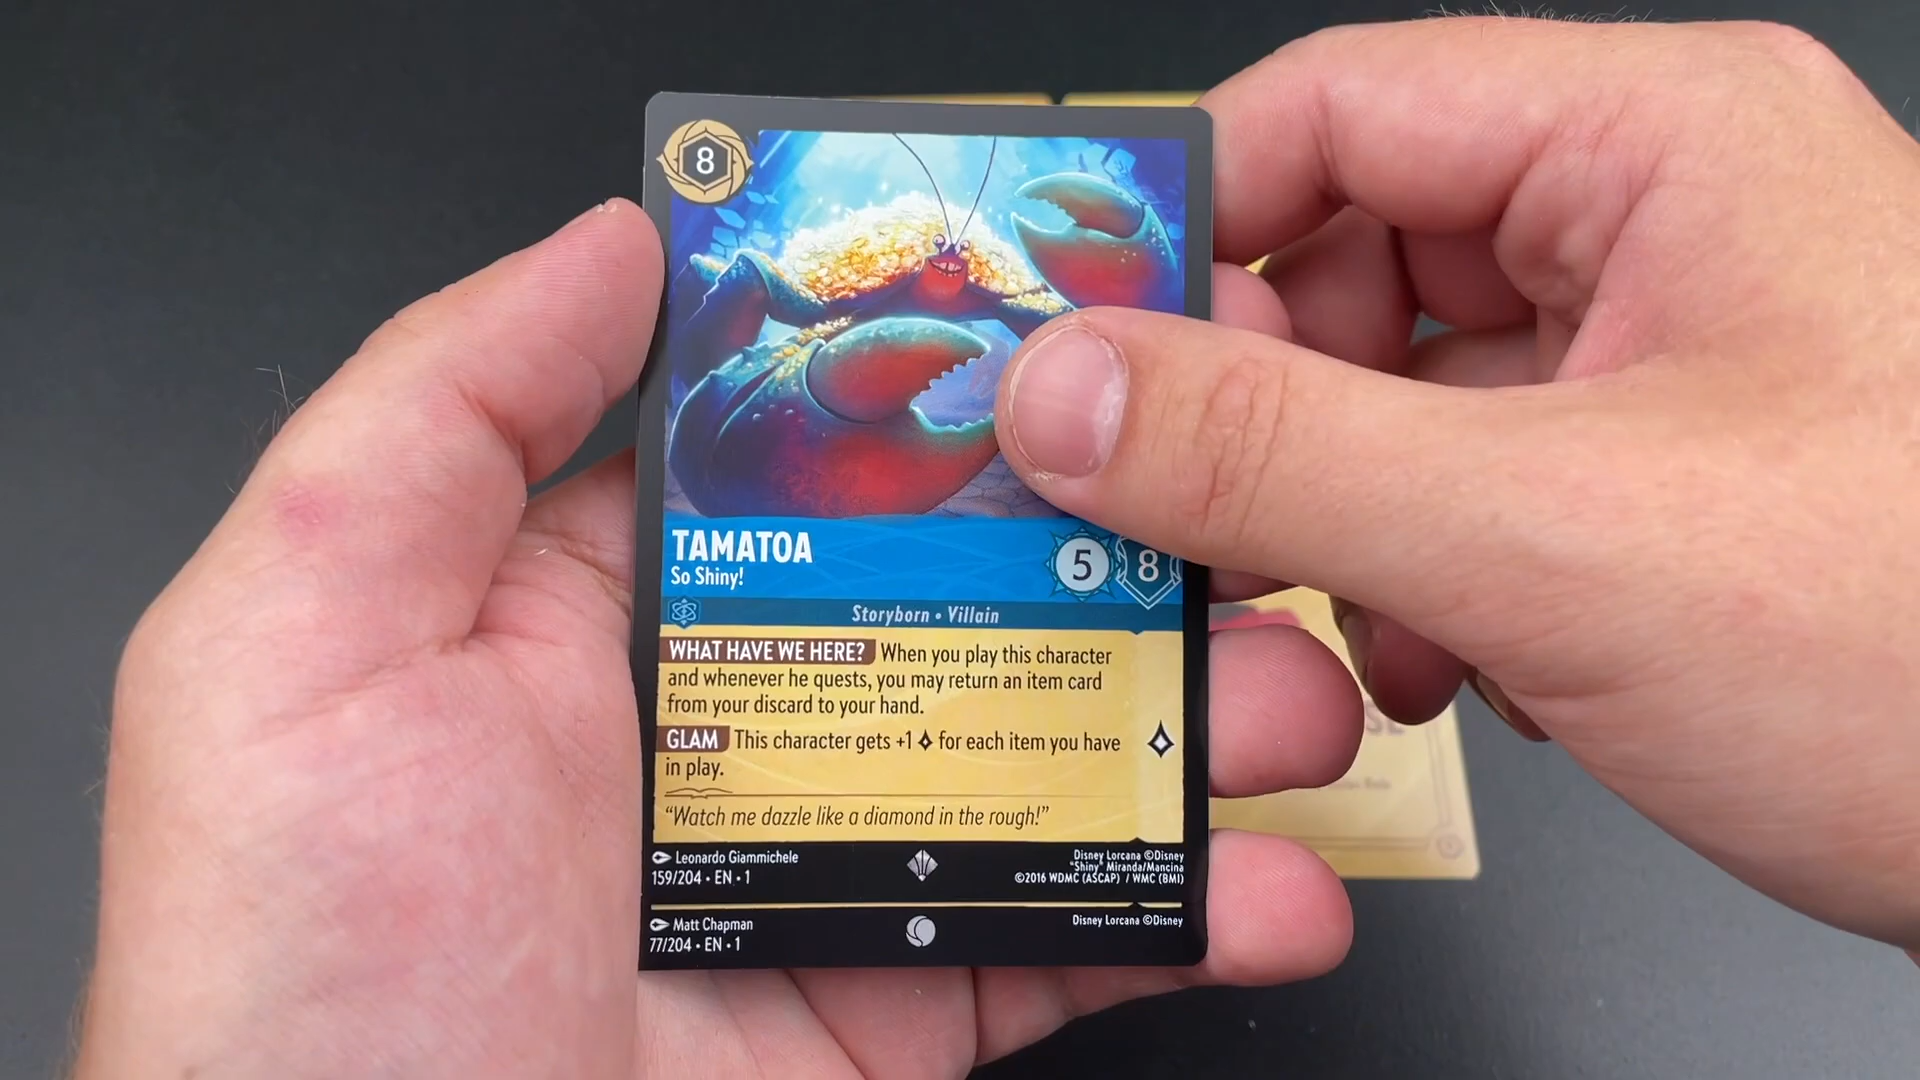 8
TAMATOA
So Shiny!
5
8
Storyborn • Villain
WHAT HAVE WE HERE? When you play this character
and whenever he quests, you may return an item card
from your discard to your hand.
GLAM This character gets +1 for each item you have
in play.
“Watch me dazzle like a diamond in the rough!”
Leonardo Giammichele
159/204 • EN • 1
Disney Lorcana ©Disney
"Shiny" Miranda/Mancina
©2016 WDMC (ASCAP) / WMC (BMI)
Matt Chapman
77/204 • EN • 1
Disney Lorcana ©Disney